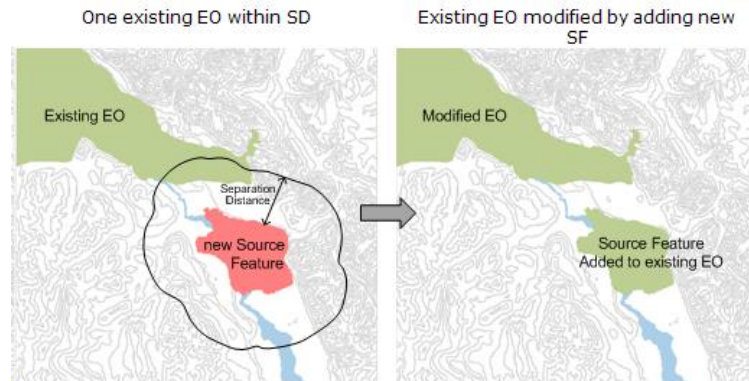 One existing EO within SD
Existing EO
Separation
Distance
new Source
Feature
Existing EO modified by adding new
SF
Modified EO
Source Feature
Added to existing EO